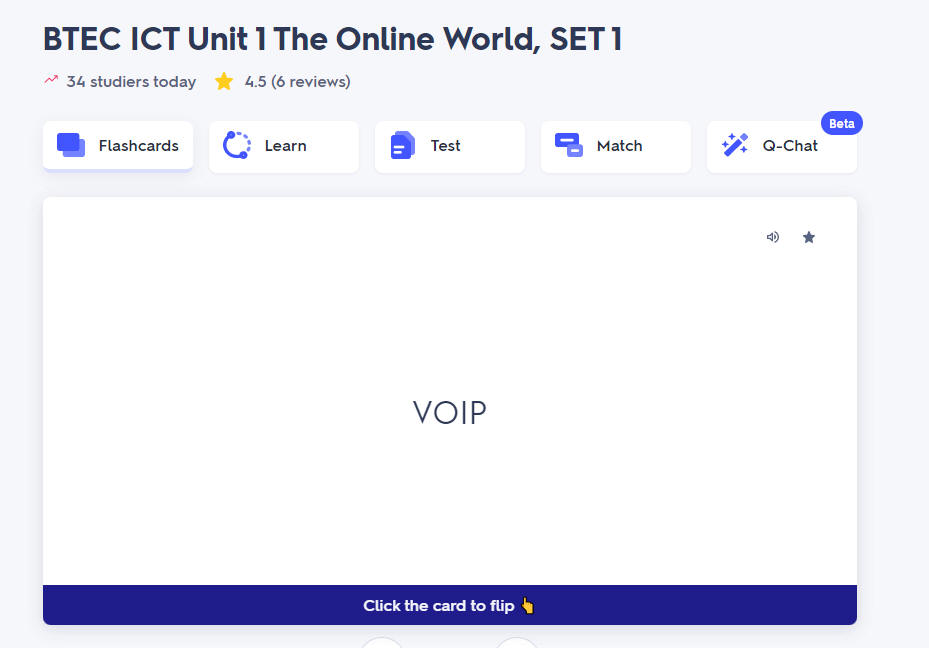 BTEC ICT Unit 1 The Online World, SET 1
34 studiers today 4.5 (6 reviews)
Beta
Flashcards Learn Test Match Q-Chat
VOIP
Click the card to flip